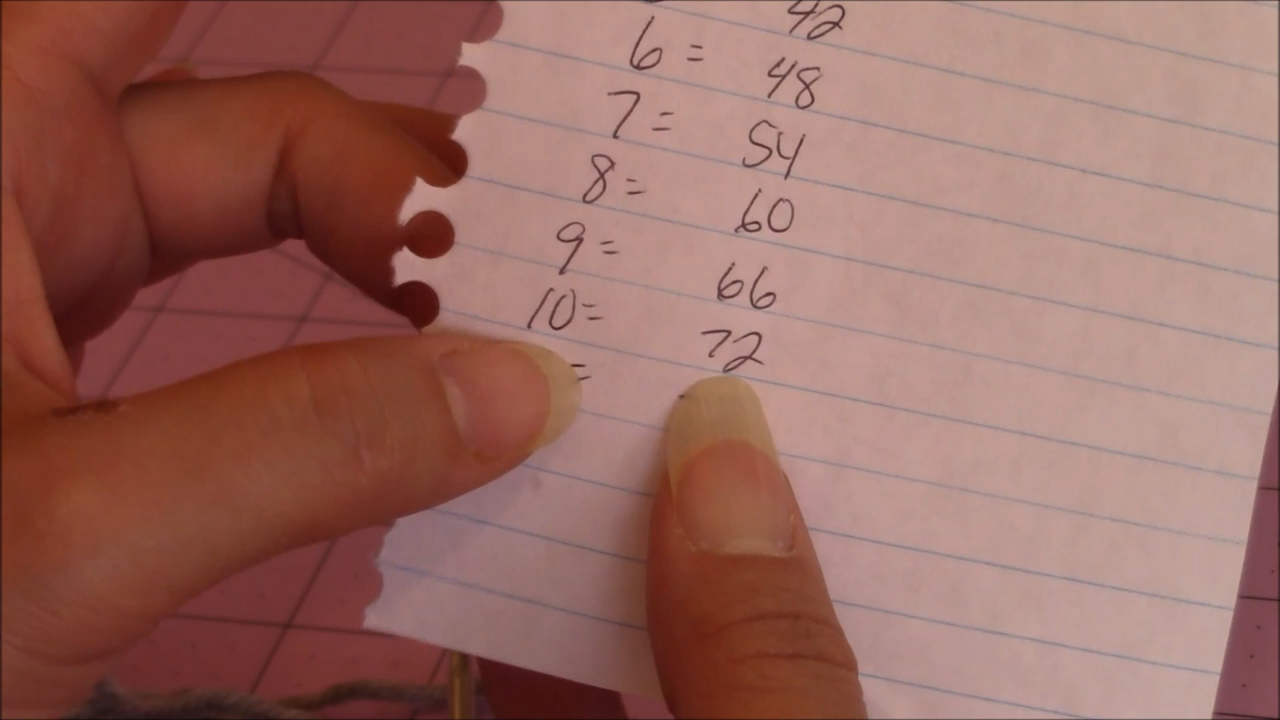 42
6 = 48
7 = 54
8 = 60
9 = 66
10 = 72
=